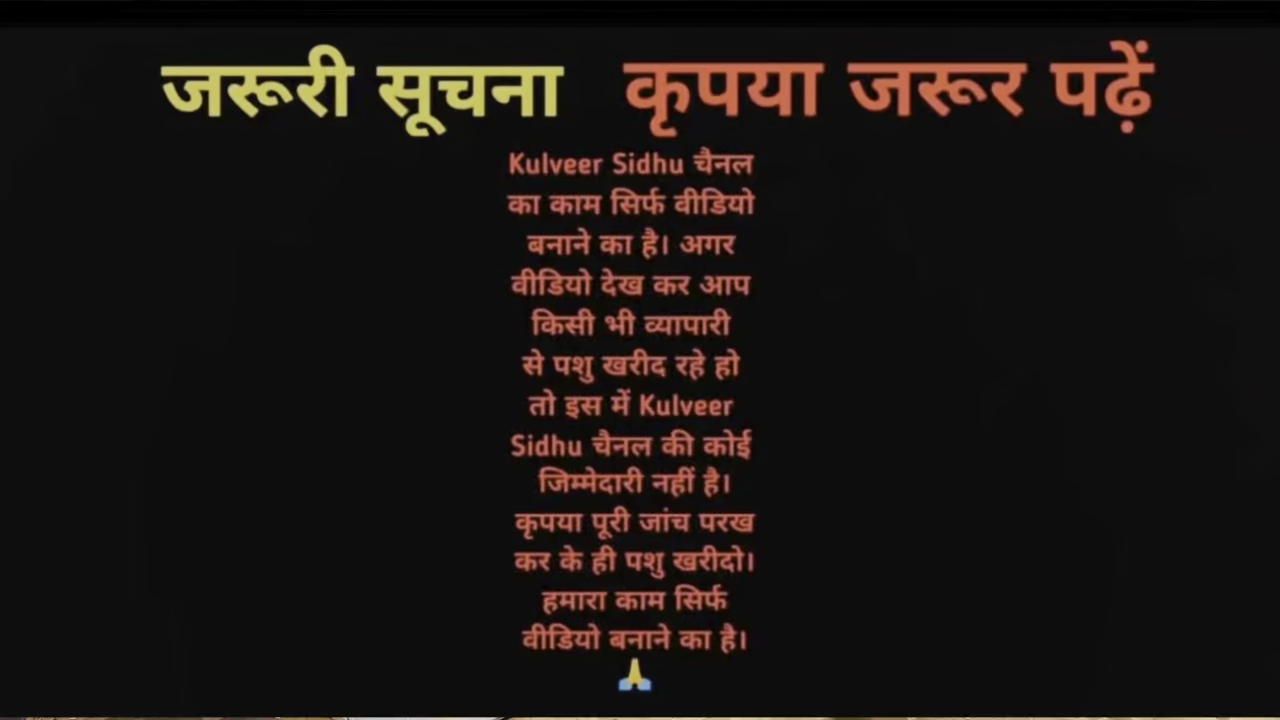 जरूरी सूचना कृपया जरूर पढ़ें
Kulveer Sidhu चैनल
का काम सिर्फ वीडियो
बनाने का है। अगर
वीडियो देख कर आप
किसी भी व्यापारी
से पशु खरीद रहे हो
तो इस में Kulveer
Sidhu चैनल की कोई
जिम्मेदारी नहीं है।
कृपया पूरी जांच परख
कर के ही पशु खरीदो।
हमारा काम सिर्फ
वीडियो बनाने का है।
🙏